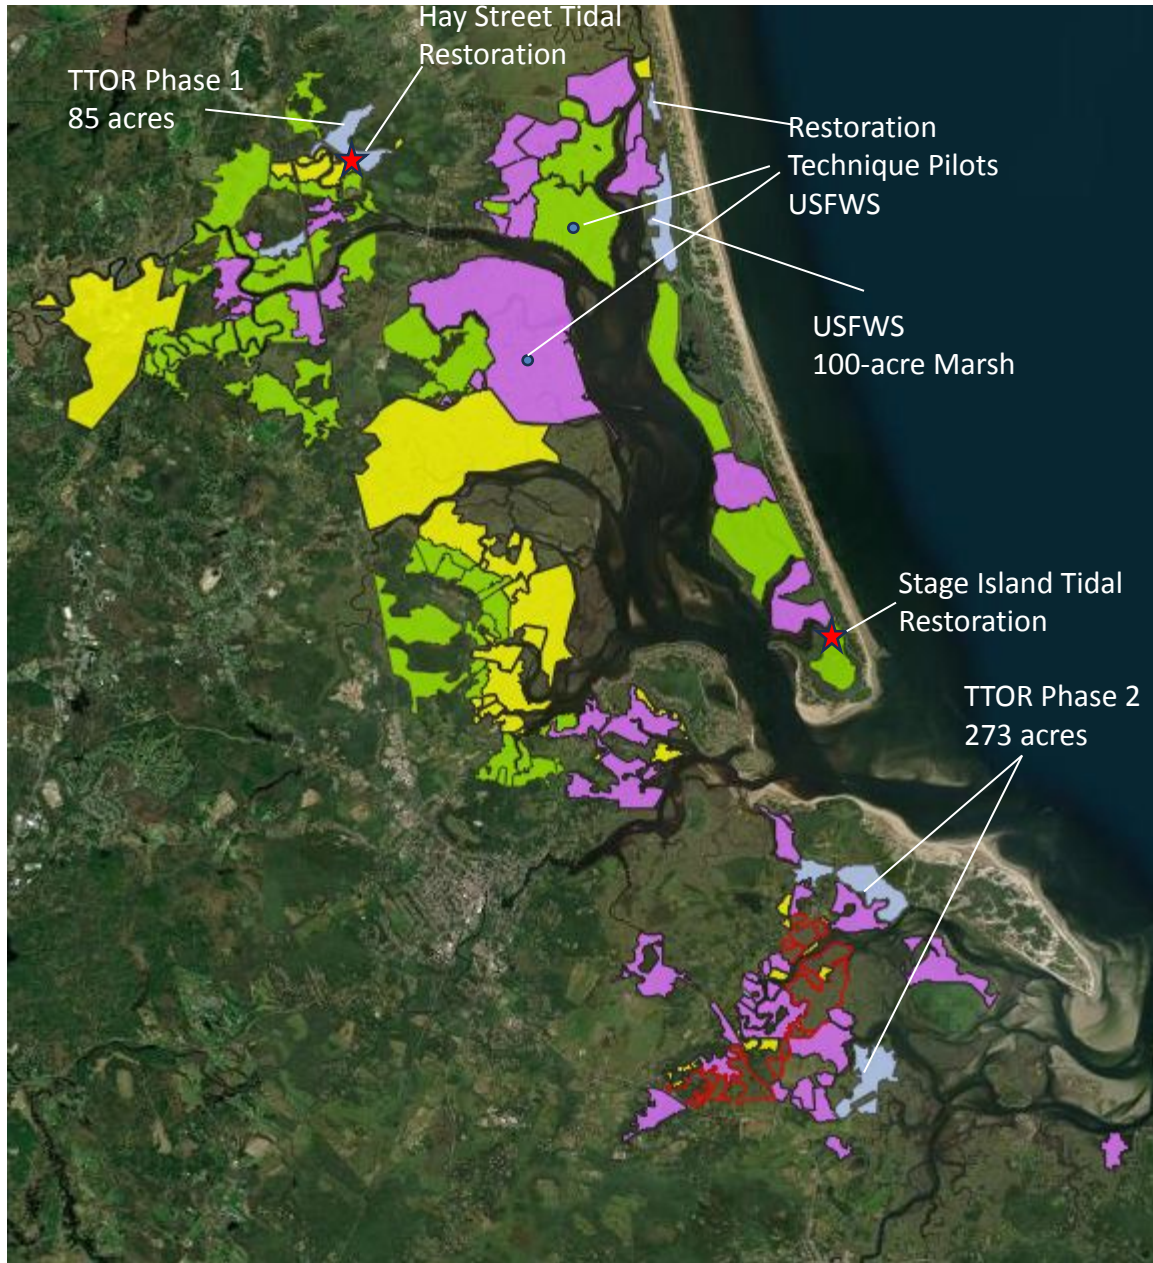 Hay Street Tidal
Restoration
TTOR Phase 1
85 acres
Restoration
Technique Pilots
USFWS
USFWS
100-acre Marsh
Stage Island Tidal
Restoration
TTOR Phase 2
273 acres